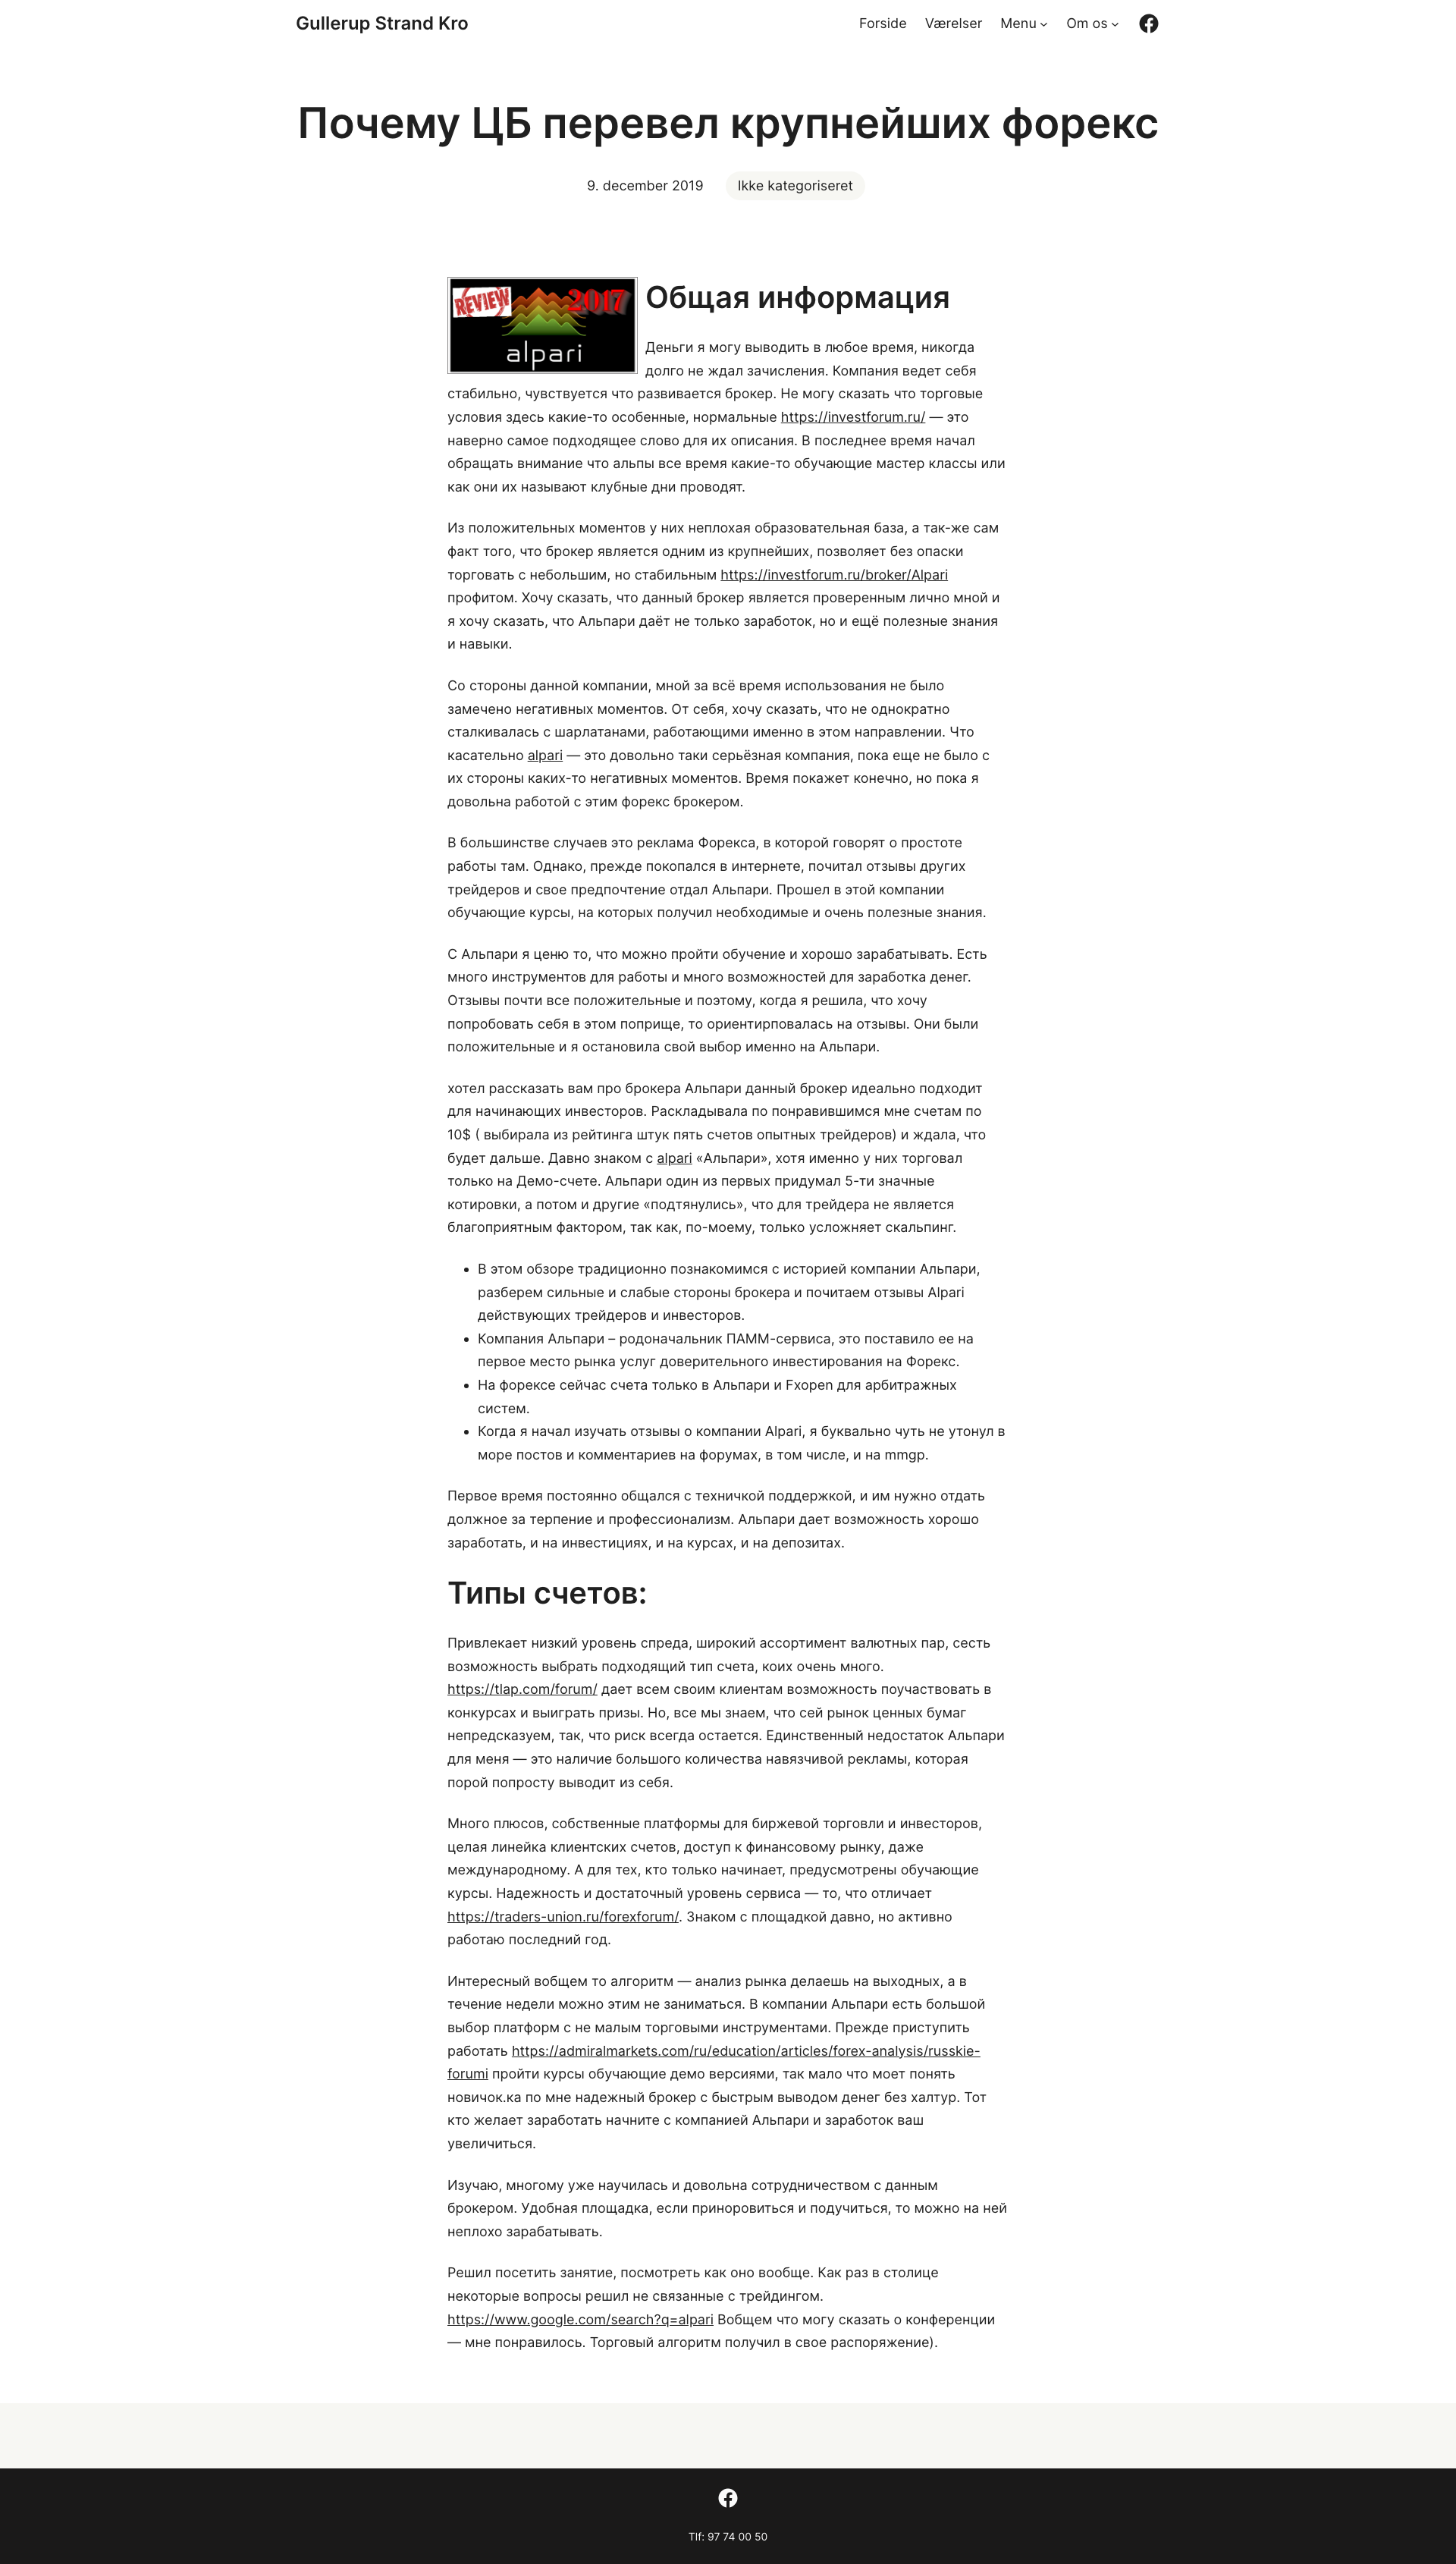 Gullerup Strand Kro
Forside Værelser Menu Om os
Почему ЦБ перевел крупнейших форекс
9. december 2019 Ikke kategoriseret
REVIEW 2017
alpari
Общая информация
Деньги я могу выводить в любое время, никогда
долго не ждал зачисления. Компания ведет себя
стабильно, чувствуется что развивается брокер. Не могу сказать что торговые
условия здесь какие-то особенные, нормальные https://investforum.ru/ — это
наверно самое подходящее слово для их описания. В последнее время начал
обращать внимание что альпы все время какие-то обучающие мастер классы или
как они их называют клубные дни проводят.
Из положительных моментов у них неплохая образовательная база, а так-же сам
факт того, что брокер является одним из крупнейших, позволяет без опаски
торговать с небольшим, но стабильным https://investforum.ru/broker/Alpari
профитом. Хочу сказать, что данный брокер является проверенным лично мной и
я хочу сказать, что Альпари даёт не только заработок, но и ещё полезные знания
и навыки.
Со стороны данной компании, мной за всё время использования не было
замечено негативных моментов. От себя, хочу сказать, что не однократно
сталкивалась с шарлатанами, работающими именно в этом направлении. Что
касательно alpari — это довольно таки серьёзная компания, пока еще не было с
их стороны каких-то негативных моментов. Время покажет конечно, но пока я
довольна работой с этим форекс брокером.
В большинстве случаев это реклама Форекса, в которой говорят о простоте
работы там. Однако, прежде покопался в интернете, почитал отзывы других
трейдеров и свое предпочтение отдал Альпари. Прошел в этой компании
обучающие курсы, на которых получил необходимые и очень полезные знания.
С Альпари я ценю то, что можно пройти обучение и хорошо зарабатывать. Есть
много инструментов для работы и много возможностей для заработка денег.
Отзывы почти все положительные и поэтому, когда я решила, что хочу
попробовать себя в этом поприще, то ориентирповалась на отзывы. Они были
положительные и я остановила свой выбор именно на Альпари.
хотел рассказать вам про брокера Альпари данный брокер идеально подходит
для начинающих инвесторов. Раскладывала по понравившимся мне счетам по
10$ ( выбирала из рейтинга штук пять счетов опытных трейдеров) и ждала, что
будет дальше. Давно знаком с alpari «Альпари», хотя именно у них торговал
только на Демо-счете. Альпари один из первых придумал 5-ти значные
котировки, а потом и другие «подтянулись», что для трейдера не является
благоприятным фактором, так как, по-моему, только усложняет скальпинг.
• В этом обзоре традиционно познакомимся с историей компании Альпари,
разберем сильные и слабые стороны брокера и почитаем отзывы Alpari
действующих трейдеров и инвесторов.
• Компания Альпари – родоначальник ПАММ-сервиса, это поставило ее на
первое место рынка услуг доверительного инвестирования на Форекс.
• На форексе сейчас счета только в Альпари и Fxopen для арбитражных
систем.
• Когда я начал изучать отзывы о компании Alpari, я буквально чуть не утонул в
море постов и комментариев на форумах, в том числе, и на mmgp.
Первое время постоянно общался с техничкой поддержкой, и им нужно отдать
должное за терпение и профессионализм. Альпари дает возможность хорошо
заработать, и на инвестициях, и на курсах, и на депозитах.
Типы счетов:
Привлекает низкий уровень спреда, широкий ассортимент валютных пар, сесть
возможность выбрать подходящий тип счета, коих очень много.
https://tlap.com/forum/ дает всем своим клиентам возможность поучаствовать в
конкурсах и выиграть призы. Но, все мы знаем, что сей рынок ценных бумаг
непредсказуем, так, что риск всегда остается. Единственный недостаток Альпари
для меня — это наличие большого количества навязчивой рекламы, которая
порой попросту выводит из себя.
Много плюсов, собственные платформы для биржевой торговли и инвесторов,
целая линейка клиентских счетов, доступ к финансовому рынку, даже
международному. А для тех, кто только начинает, предусмотрены обучающие
курсы. Надежность и достаточный уровень сервиса — то, что отличает
https://traders-union.ru/forexforum/. Знаком с площадкой давно, но активно
работаю последний год.
Интересный вобщем то алгоритм — анализ рынка делаешь на выходных, а в
течение недели можно этим не заниматься. В компании Альпари есть большой
выбор платформ с не малым торговыми инструментами. Прежде приступить
работать https://admiralmarkets.com/ru/education/articles/forex-analysis/russkie-
forumi пройти курсы обучающие демо версиями, так мало что моет понять
новичок.ка по мне надежный брокер с быстрым выводом денег без халтур. Тот
кто желает заработать начните с компанией Альпари и заработок ваш
увеличиться.
Изучаю, многому уже научилась и довольна сотрудничеством с данным
брокером. Удобная площадка, если приноровиться и подучиться, то можно на ней
неплохо зарабатывать.
Решил посетить занятие, посмотреть как оно вообще. Как раз в столице
некоторые вопросы решил не связанные с трейдингом.
https://www.google.com/search?q=alpari Вобщем что могу сказать о конференции
— мне понравилось. Торговый алгоритм получил в свое распоряжение).
Tlf: 97 74 00 50